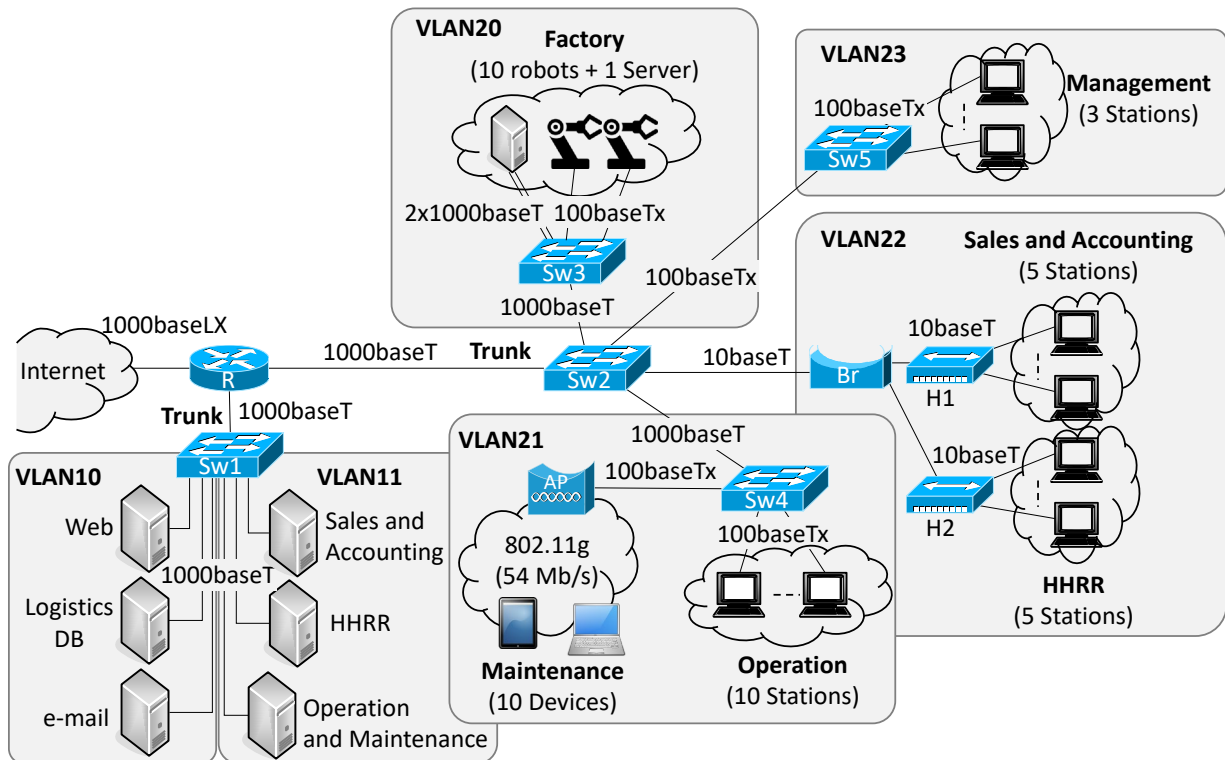 VLAN20
Factory
(10 robots + 1 Server)
2x1000baseT
100baseTx
Sw3
1000baseT
VLAN23
Management
(3 Stations)
100baseTx
Sw5
100baseTx
VLAN22
Sales and Accounting
(5 Stations)
10baseT
10baseT
Br
H1
10baseT
H2
HHRR
(5 Stations)
1000baseLX
Internet
R
1000baseT
Trunk
Sw2
1000baseT
Trunk
Sw1
VLAN10
VLAN11
Web
Sales and
Accounting
1000baseT
Logistics
DB
HHRR
e-mail
Operation
and Maintenance
VLAN21
1000baseT
AP
100baseTx
Sw4
802.11g
(54 Mb/s)
100baseTx
Maintenance
(10 Devices)
Operation
(10 Stations)